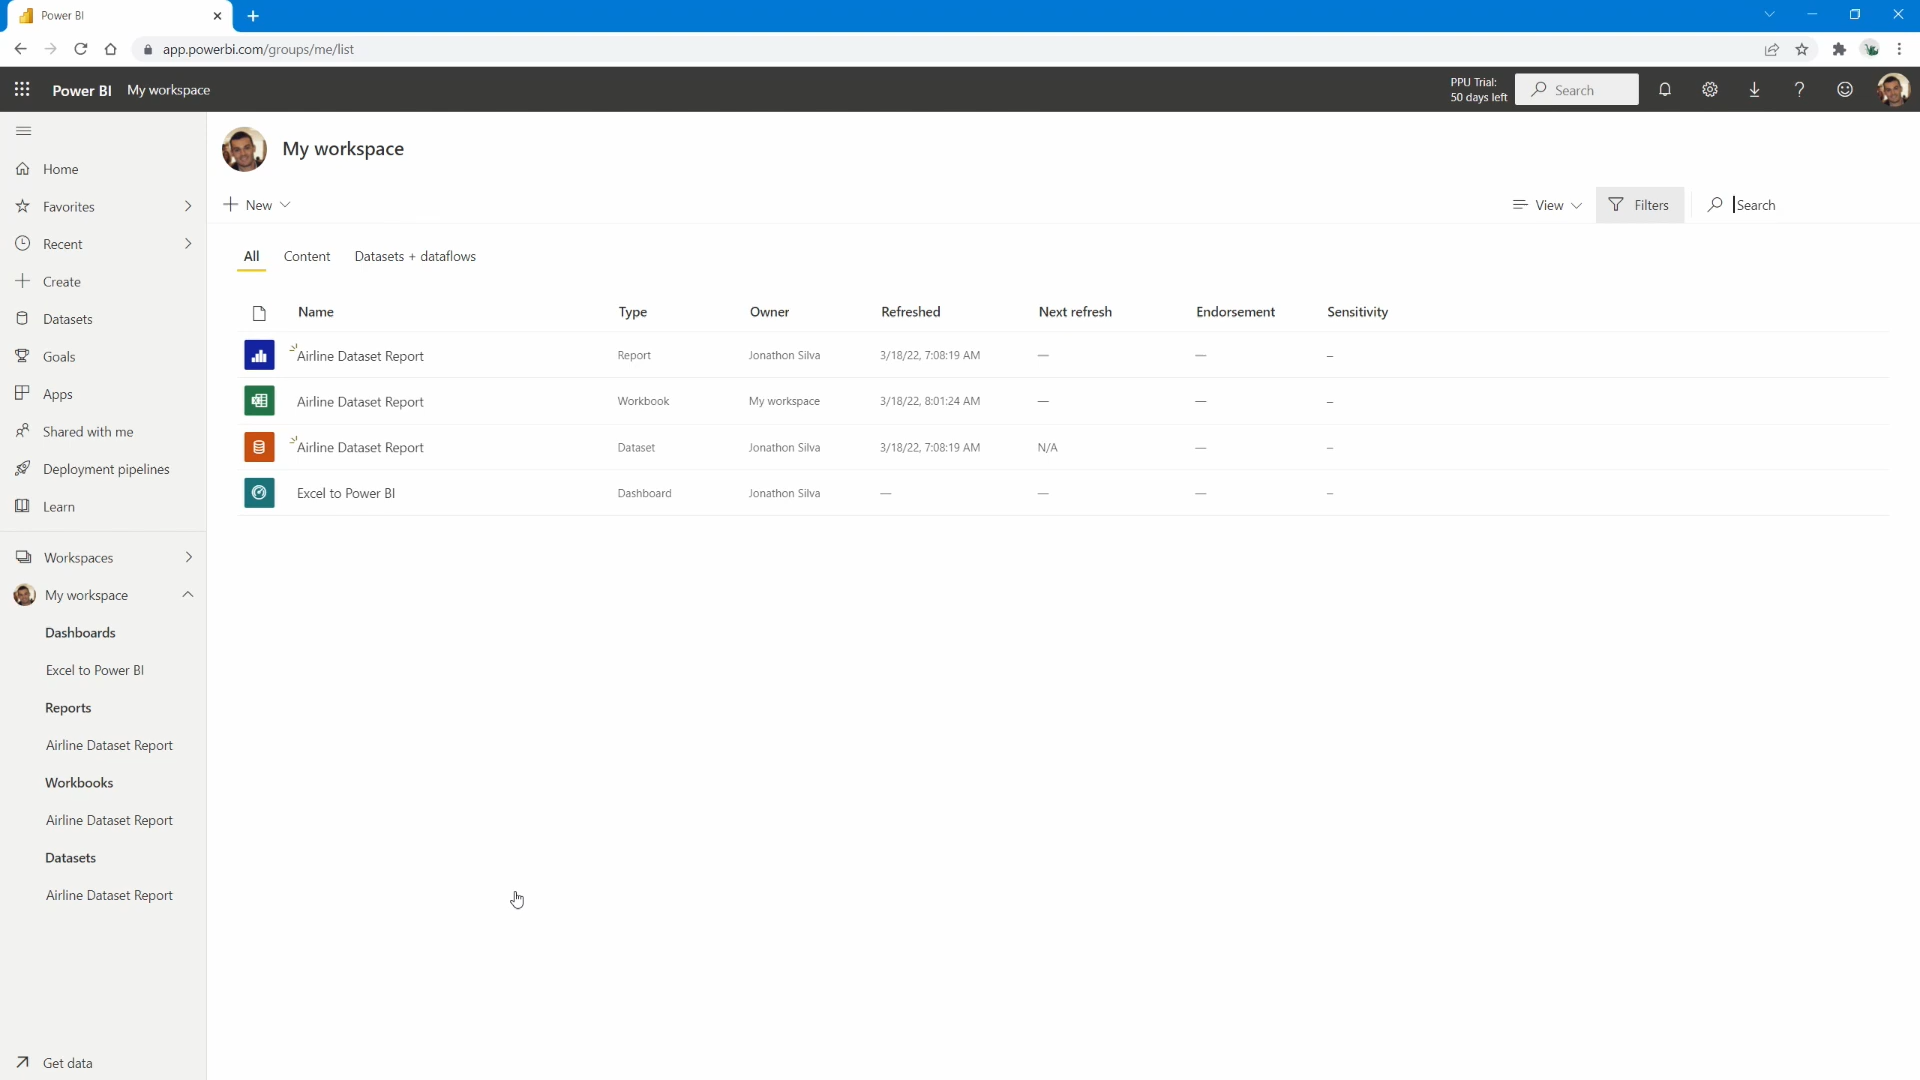 Power BI
app.powerbi.com/groups/me/list
Power BI My workspace
PPU Trial:
50 days left
Search
My workspace
Home
New View Filters Search
Favorites
Recent
All Content Datasets + dataflows
Create
Name Type Owner Refreshed Next refresh Endorsement Sensitivity
Datasets
Airline Dataset Report Report Jonathon Silva 3/18/22, 7:08:19 AM — — –
Goals
Airline Dataset Report Workbook My workspace 3/18/22, 8:01:24 AM — — –
Apps
Shared with me
Airline Dataset Report Dataset Jonathon Silva 3/18/22, 7:08:19 AM N/A — –
Deployment pipelines
Excel to Power BI Dashboard Jonathon Silva — — — –
Learn
Workspaces
My workspace
Dashboards
Excel to Power BI
Reports
Airline Dataset Report
Workbooks
Airline Dataset Report
Datasets
Airline Dataset Report
Get data